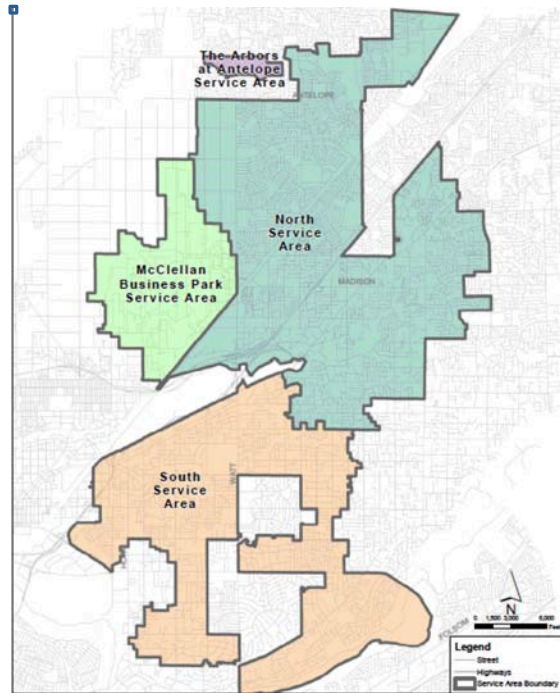 The Arbors
at Antelope
Service Area
ANTELOPE
North
Service
Area
McClellan
Business Park
Service Area
MADISON
South
Service
Area
WATT
N
0 1,500 3,000 6,000
Feet
FOLSOM
Legend
Street
Highways
Service Area Boundary